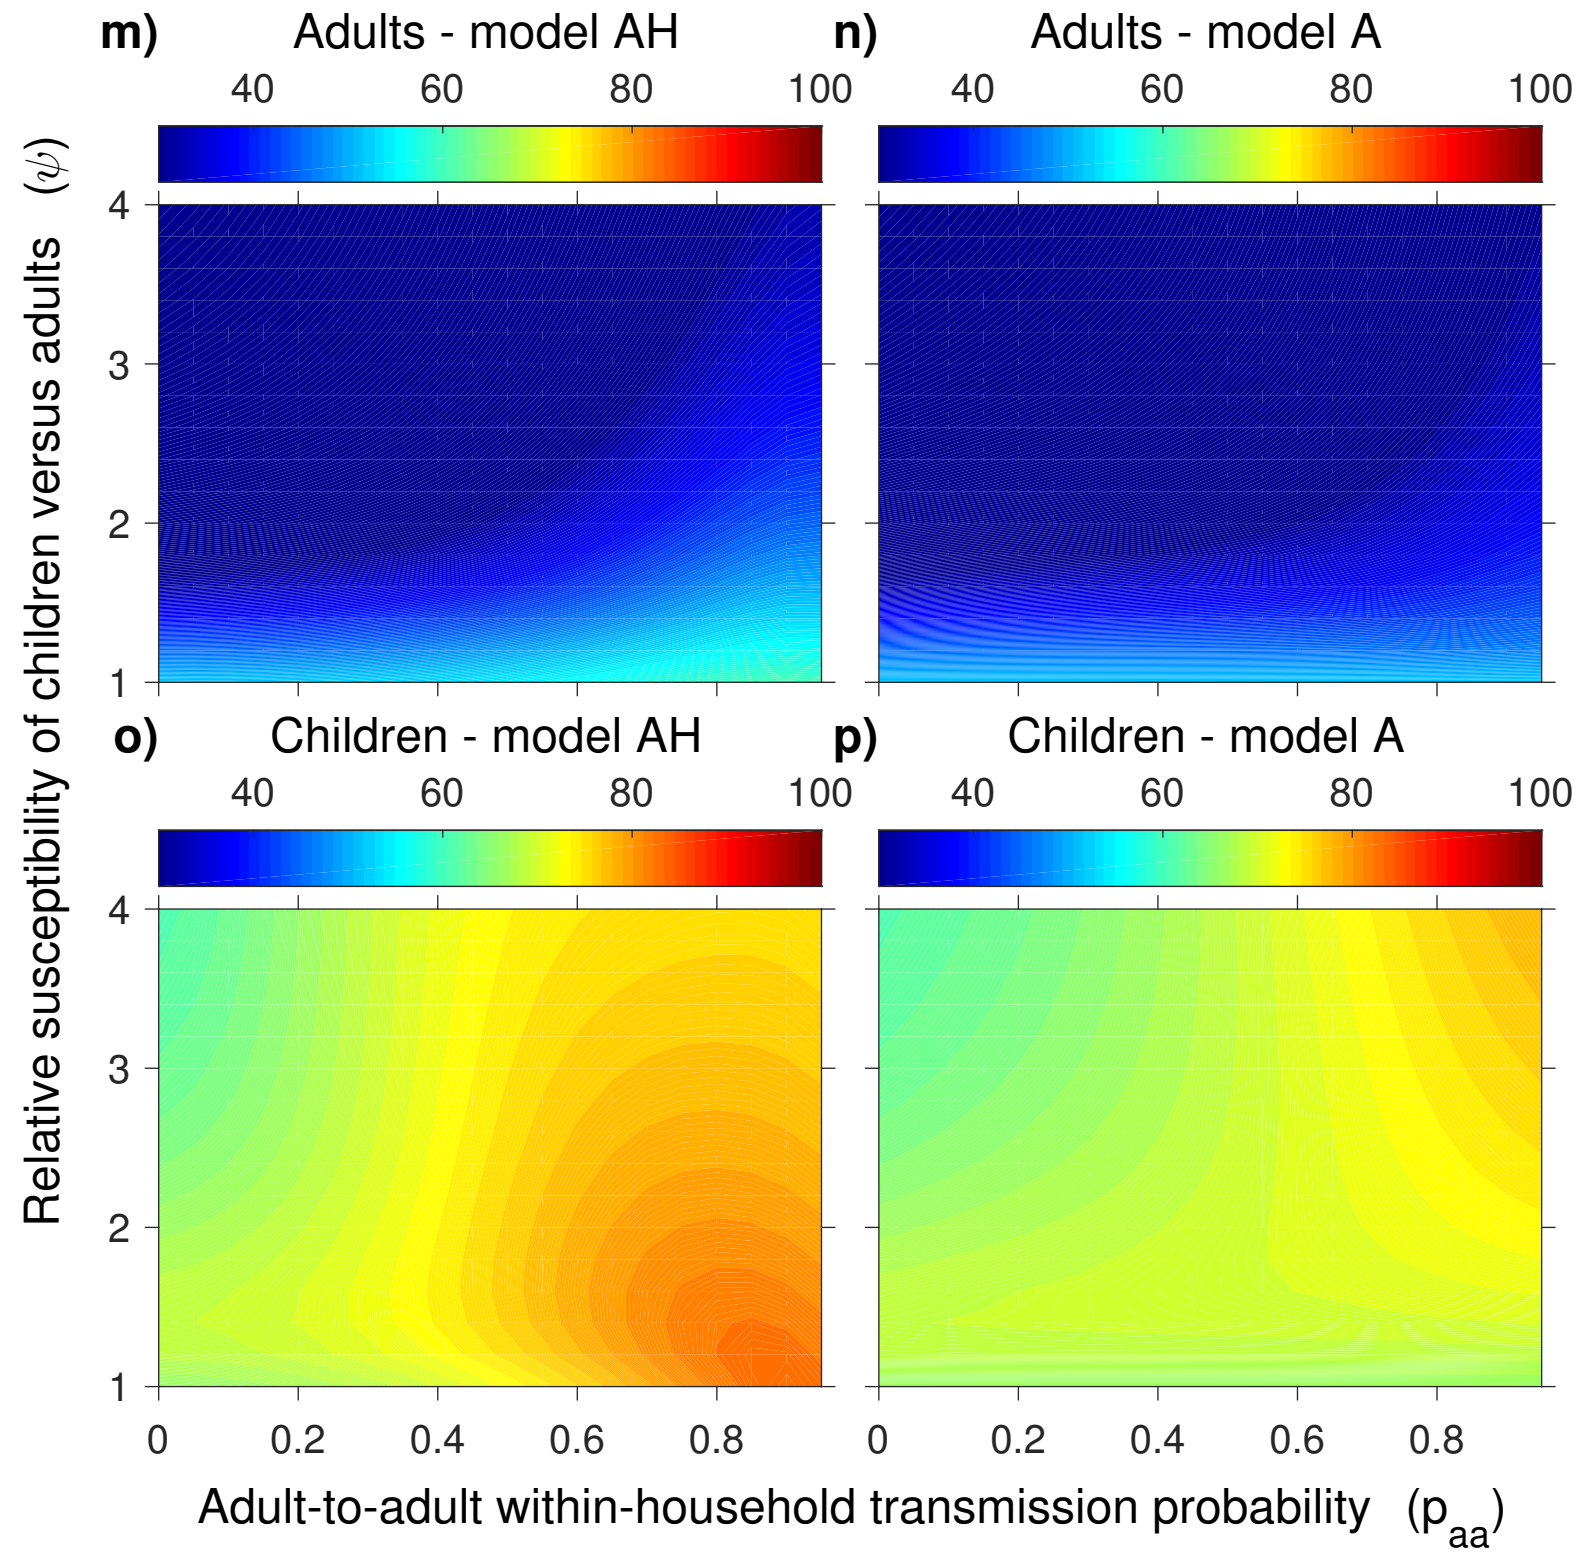 m) Adults - model AH
n) Adults - model A
40 60 80 100
40 60 80 100
Relative susceptibility of children versus adults (ψ)
4
3
2
1
o) Children - model AH
p) Children - model A
40 60 80 100
40 60 80 100
4
3
2
1
0 0.2 0.4 0.6 0.8
0 0.2 0.4 0.6 0.8
Adult-to-adult within-household transmission probability (p_aa)